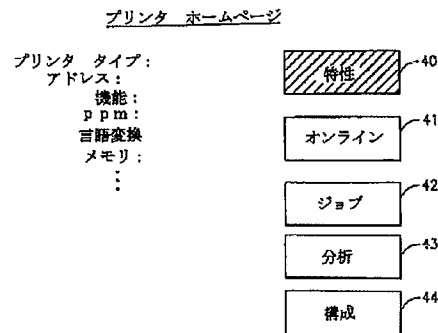 プリンタ ホームページ
プリンタ タイプ：
アドレス：
機能：
ppm：
言語変換
メモリ：
特性
40
オンライン
41
ジョブ
42
分析
43
構成
44